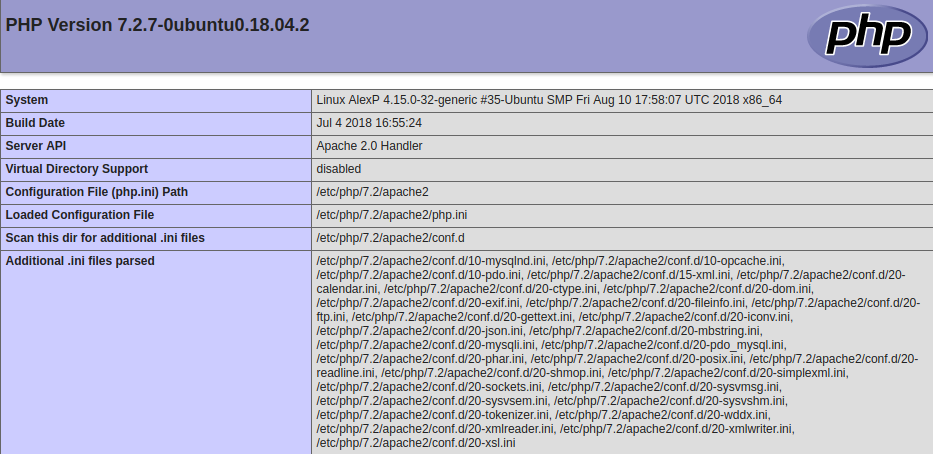 PHP Version 7.2.7-0ubuntu0.18.04.2
php
System Linux AlexP 4.15.0-32-generic #35-Ubuntu SMP Fri Aug 10 17:58:07 UTC 2018 x86_64
Build Date Jul 4 2018 16:55:24
Server API Apache 2.0 Handler
Virtual Directory Support disabled
Configuration File (php.ini) Path /etc/php/7.2/apache2
Loaded Configuration File /etc/php/7.2/apache2/php.ini
Scan this dir for additional .ini files /etc/php/7.2/apache2/conf.d
Additional .ini files parsed /etc/php/7.2/apache2/conf.d/10-mysqlnd.ini, /etc/php/7.2/apache2/conf.d/10-opcache.ini,
/etc/php/7.2/apache2/conf.d/10-pdo.ini, /etc/php/7.2/apache2/conf.d/15-xml.ini, /etc/php/7.2/apache2/conf.d/20-
calendar.ini, /etc/php/7.2/apache2/conf.d/20-ctype.ini, /etc/php/7.2/apache2/conf.d/20-dom.ini,
/etc/php/7.2/apache2/conf.d/20-exif.ini, /etc/php/7.2/apache2/conf.d/20-fileinfo.ini, /etc/php/7.2/apache2/conf.d/20-
ftp.ini, /etc/php/7.2/apache2/conf.d/20-gettext.ini, /etc/php/7.2/apache2/conf.d/20-iconv.ini,
/etc/php/7.2/apache2/conf.d/20-json.ini, /etc/php/7.2/apache2/conf.d/20-mbstring.ini,
/etc/php/7.2/apache2/conf.d/20-mysqli.ini, /etc/php/7.2/apache2/conf.d/20-pdo_mysql.ini,
/etc/php/7.2/apache2/conf.d/20-phar.ini, /etc/php/7.2/apache2/conf.d/20-posix.ini, /etc/php/7.2/apache2/conf.d/20-
readline.ini, /etc/php/7.2/apache2/conf.d/20-shmop.ini, /etc/php/7.2/apache2/conf.d/20-simplexml.ini,
/etc/php/7.2/apache2/conf.d/20-sockets.ini, /etc/php/7.2/apache2/conf.d/20-sysvmsg.ini,
/etc/php/7.2/apache2/conf.d/20-sysvsem.ini, /etc/php/7.2/apache2/conf.d/20-sysvshm.ini,
/etc/php/7.2/apache2/conf.d/20-tokenizer.ini, /etc/php/7.2/apache2/conf.d/20-wddx.ini,
/etc/php/7.2/apache2/conf.d/20-xmlreader.ini, /etc/php/7.2/apache2/conf.d/20-xmlwriter.ini,
/etc/php/7.2/apache2/conf.d/20-xsl.ini